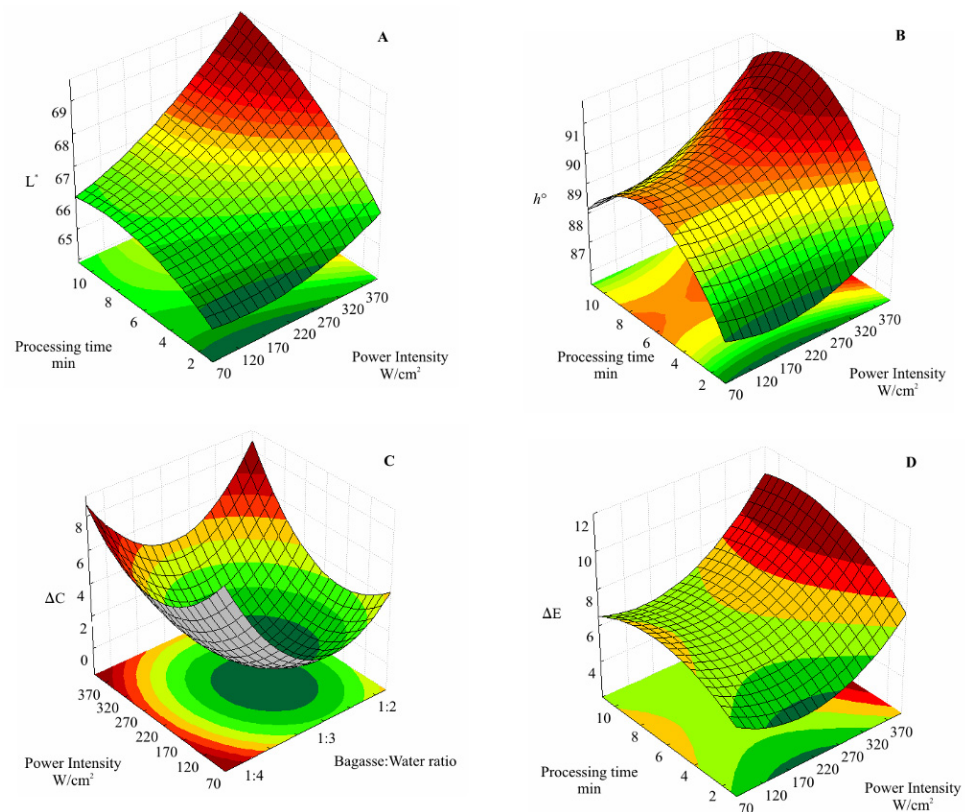 A
69
68
67
66
65
L*
10
8
6
4
2
Processing time
min
70
120
170
220
270
320
370
Power Intensity
W/cm²
B
91
90
89
88
87
h°
10
8
6
4
2
Processing time
min
70
120
170
220
270
320
370
Power Intensity
W/cm²
C
8
6
4
2
0
ΔC
370
320
270
220
170
120
70
Power Intensity
W/cm²
1:4
1:3
1:2
Bagasse:Water ratio
D
12
10
8
6
4
ΔE
10
8
6
4
2
Processing time
min
70
120
170
220
270
320
370
Power Intensity
W/cm²